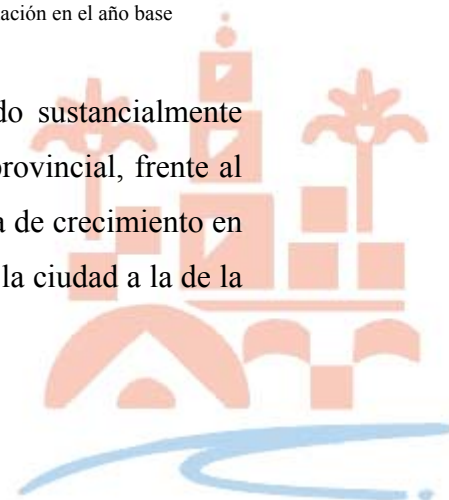 ación en el año base
do sustancialmente
provincial, frente al
a de crecimiento en
la ciudad a la de la